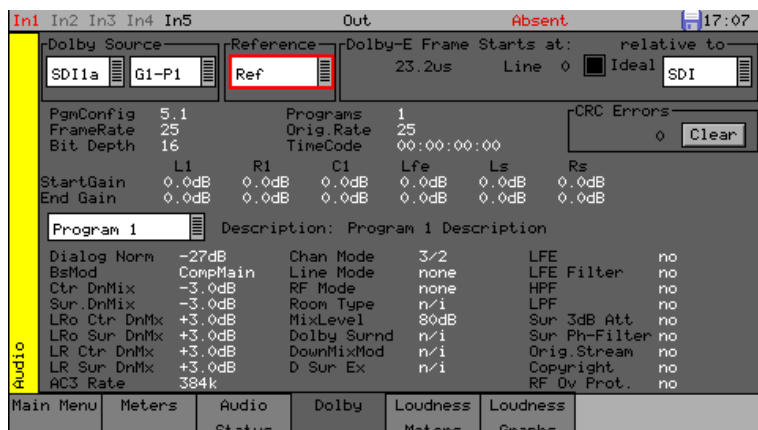 In1 In2 In3 In4 In5 Out Absent 17:07
Dolby Source Reference Dolby-E Frame Starts at: relative to
SDI1a G1-P1 Ref 23.2us Line 0 Ideal SDI
PgmConfig 5.1 Programs 1 CRC Errors
FrameRate 25 Orig.Rate 25 0 Clear
Bit Depth 16 TimeCode 00:00:00:00
L1 R1 C1 Lfe Ls Rs
StartGain 0.0dB 0.0dB 0.0dB 0.0dB 0.0dB 0.0dB
End Gain 0.0dB 0.0dB 0.0dB 0.0dB 0.0dB 0.0dB
Program 1 Description: Program 1 Description
Dialog Norm -27dB Chan Mode 3/2 LFE no
BsMod CompMain Line Mode none LFE Filter no
Ctr DnMix -3.0dB RF Mode none HPF no
Sur.DnMix -3.0dB Room Type n/i LPF no
LRo Ctr DnMx +3.0dB MixLevel 80dB Sur 3dB Att no
LRo Sur DnMx +3.0dB Dolby Surnd n/i Sur Ph-Filter no
LR Ctr DnMx +3.0dB DownMixMod n/i Orig.Stream no
LR Sur DnMx +3.0dB D Sur Ex n/i Copyright no
AC3 Rate 384k RF Ov Prot. no
Audio
Main Menu Meters Audio Dolby Loudness Loudness
Status Meters Graphs